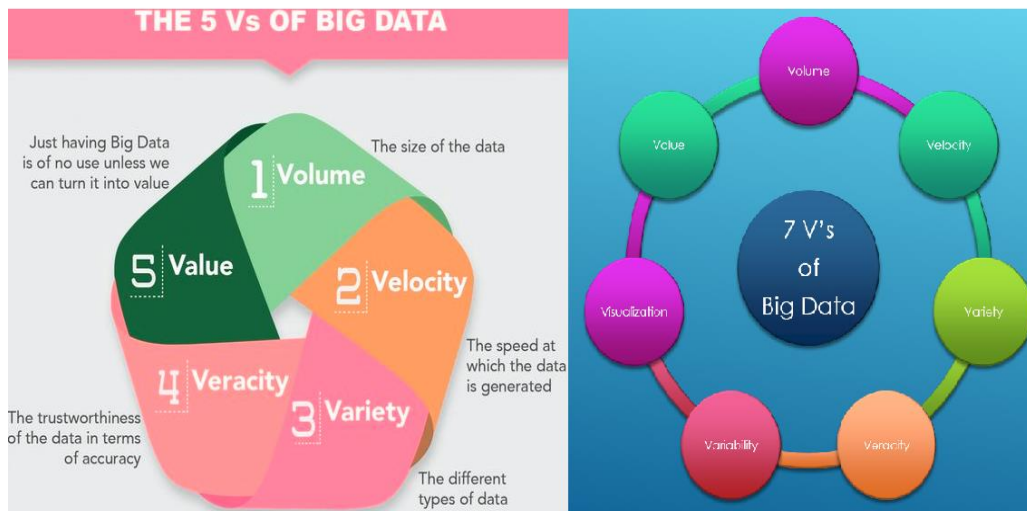 THE 5 Vs OF BIG DATA
Just having Big Data
is of no use unless we
can turn it into value
1 Volume
The size of the data
5 Value
2 Velocity
The speed at
which the data
is generated
4 Veracity
3 Variety
The trustworthiness
of the data in terms
of accuracy
The different
types of data
Volume
Velocity
Variety
Veracity
Variability
Visualization
Value
7 V's
of
Big Data